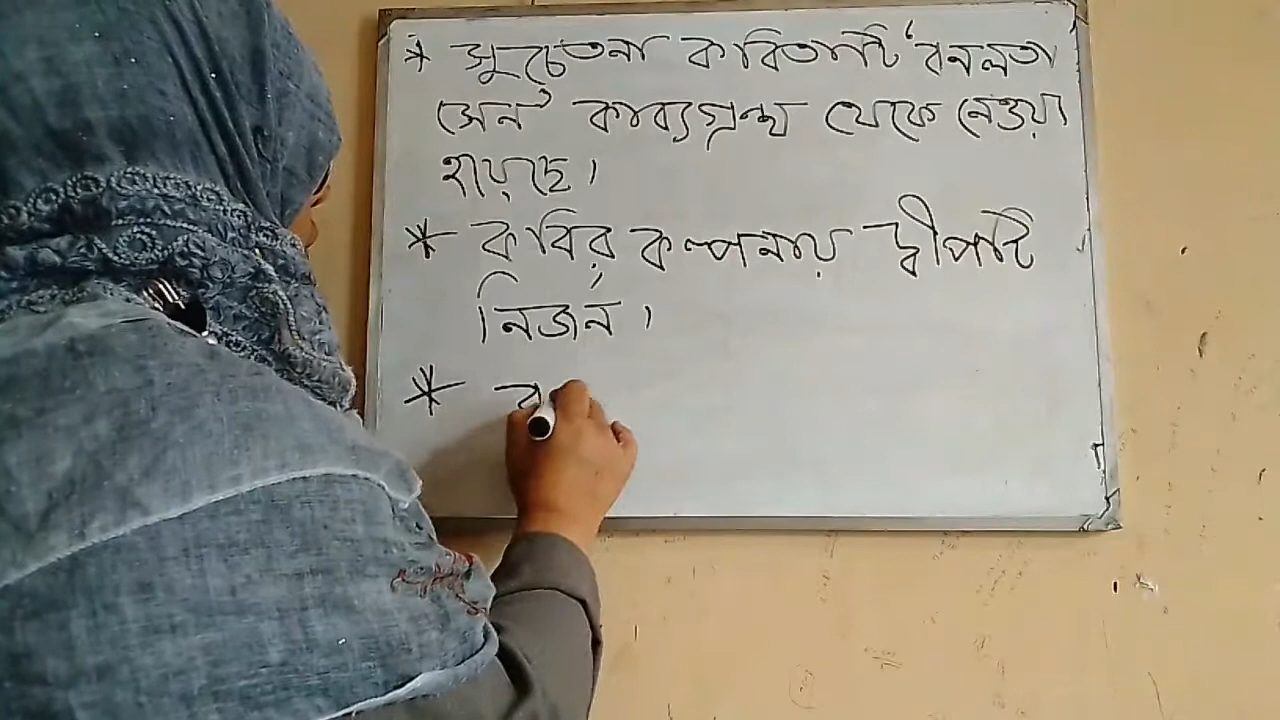 * সুচেতনা কবিতাটি ‘বনলতা
সেন’ কাব্যগ্রন্থ থেকে নেওয়া
হয়েছে।
* কবির কল্পনায় দ্বীপটি
নির্জন।
*